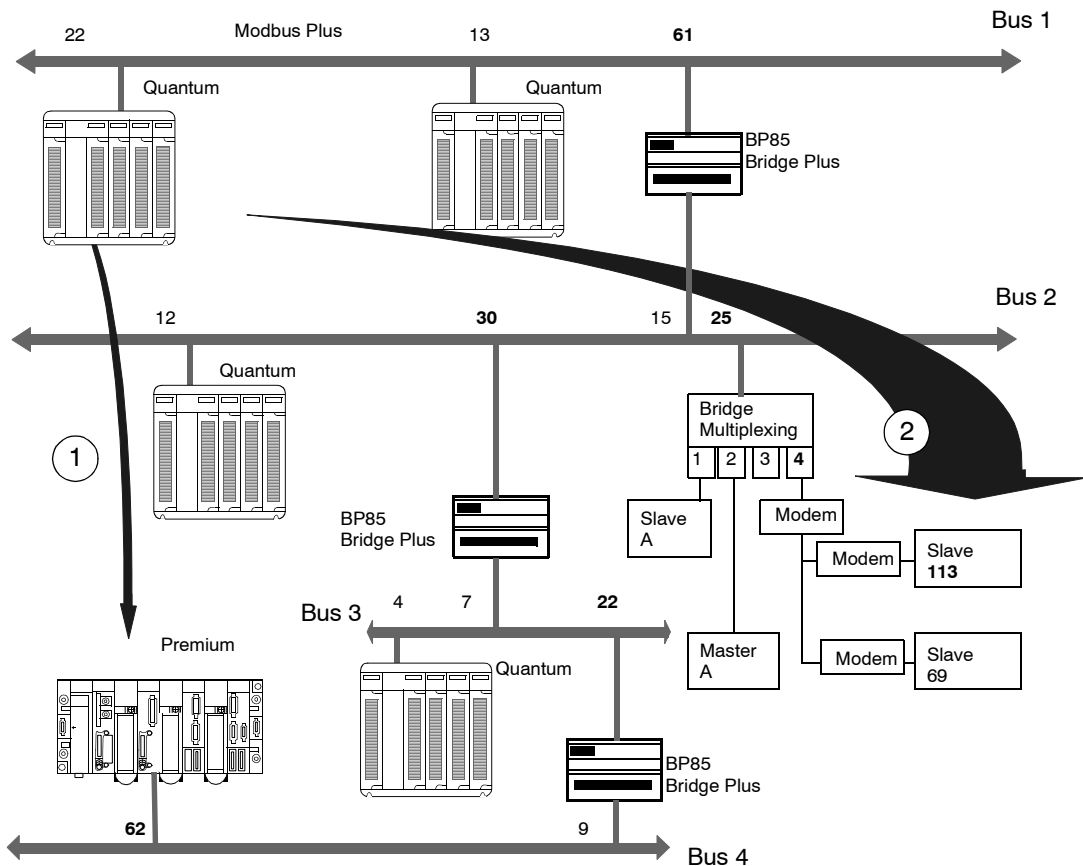 Bus 1
22
Modbus Plus
13
61
Quantum
Quantum
BP85
Bridge Plus
Bus 2
12
30
15
25
Quantum
Bridge
Multiplexing
1
2
3
4
1
2
BP85
Bridge Plus
Slave
A
Modem
Modem
Slave
113
Bus 3
4
7
22
Premium
Quantum
Master
A
Modem
Slave
69
BP85
Bridge Plus
62
9
Bus 4